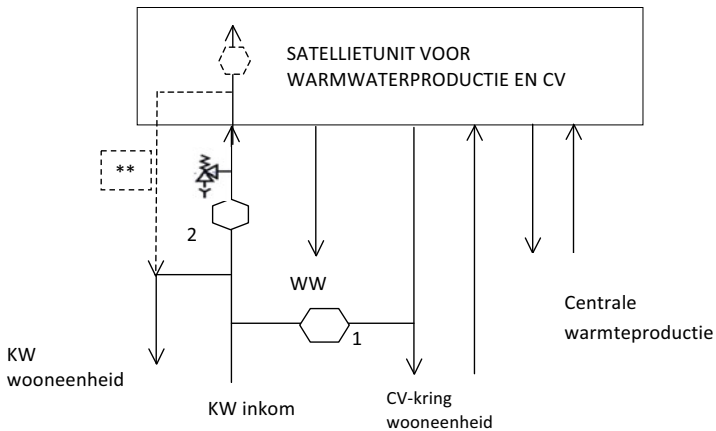 SATELLIETUNIT VOOR
WARMWATERPRODUCTIE EN CV
**
2
WW
1
Centrale
warmteproductie
KW
wooneenheid
KW inkom
CV-kring
wooneenheid